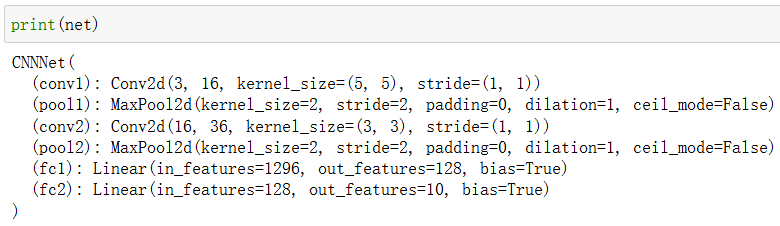 print(net)
CNNNet(
  (conv1): Conv2d(3, 16, kernel_size=(5, 5), stride=(1, 1))
  (pool1): MaxPool2d(kernel_size=2, stride=2, padding=0, dilation=1, ceil_mode=False)
  (conv2): Conv2d(16, 36, kernel_size=(3, 3), stride=(1, 1))
  (pool2): MaxPool2d(kernel_size=2, stride=2, padding=0, dilation=1, ceil_mode=False)
  (fc1): Linear(in_features=1296, out_features=128, bias=True)
  (fc2): Linear(in_features=128, out_features=10, bias=True)
)